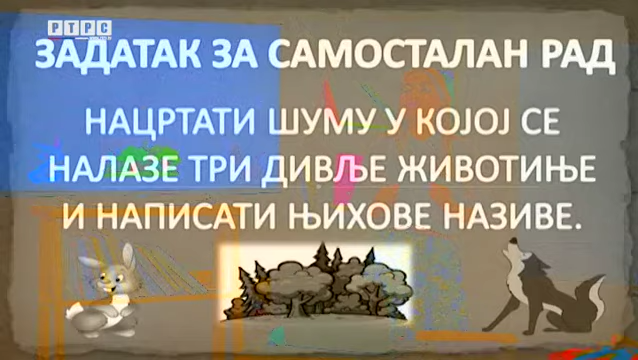 РТРС
ЗАДАТАК ЗА САМОСТАЛАН РАД
НАЦРТАТИ ШУМУ У КОЈОЈ СЕ
НАЛАЗЕ ТРИ ДИВЉЕ ЖИВОТИЊЕ
И НАПИСАТИ ЊИХОВЕ НАЗИВЕ.